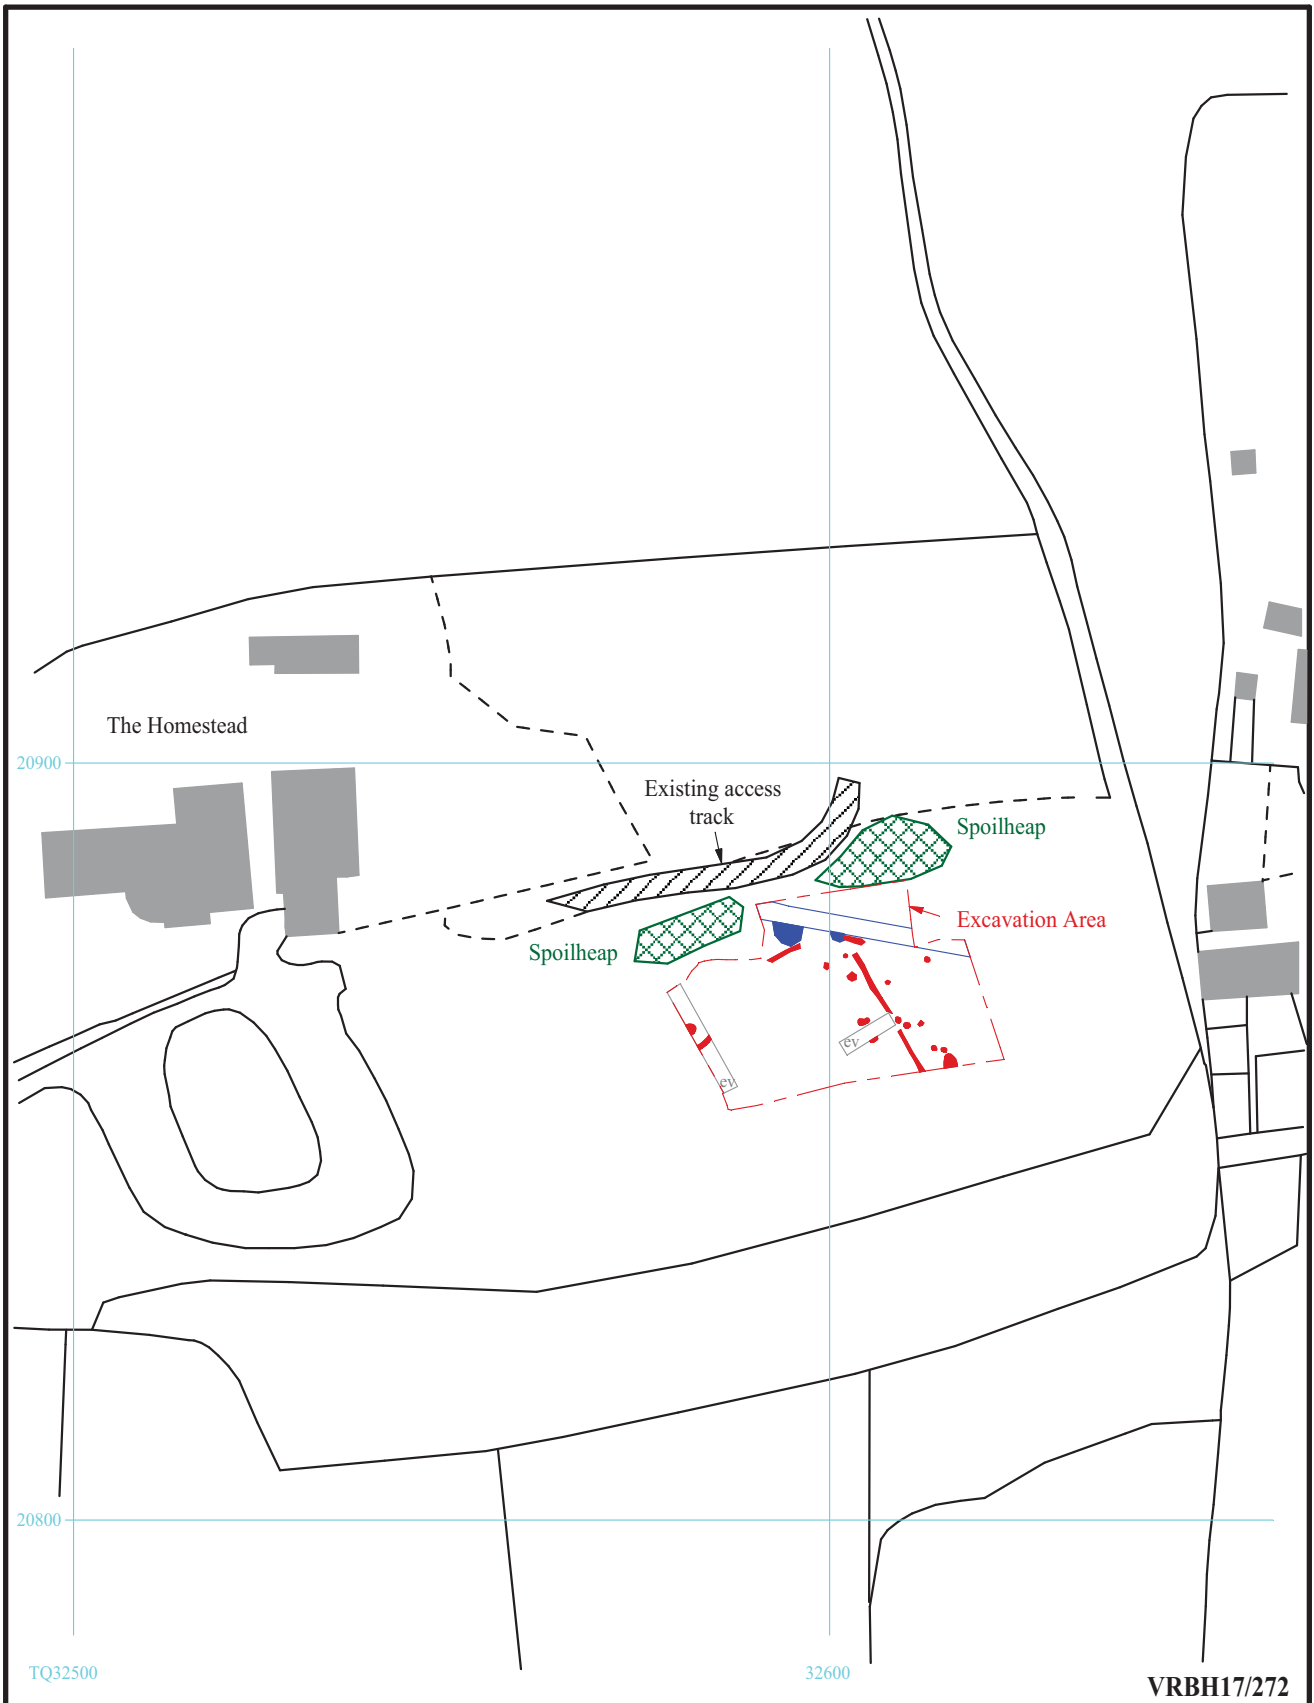 The Homestead
20900
Existing access
track
Spoilheap
Excavation Area
Spoilheap
ev
ev
20800
TQ32500
32600
VRBH17/272